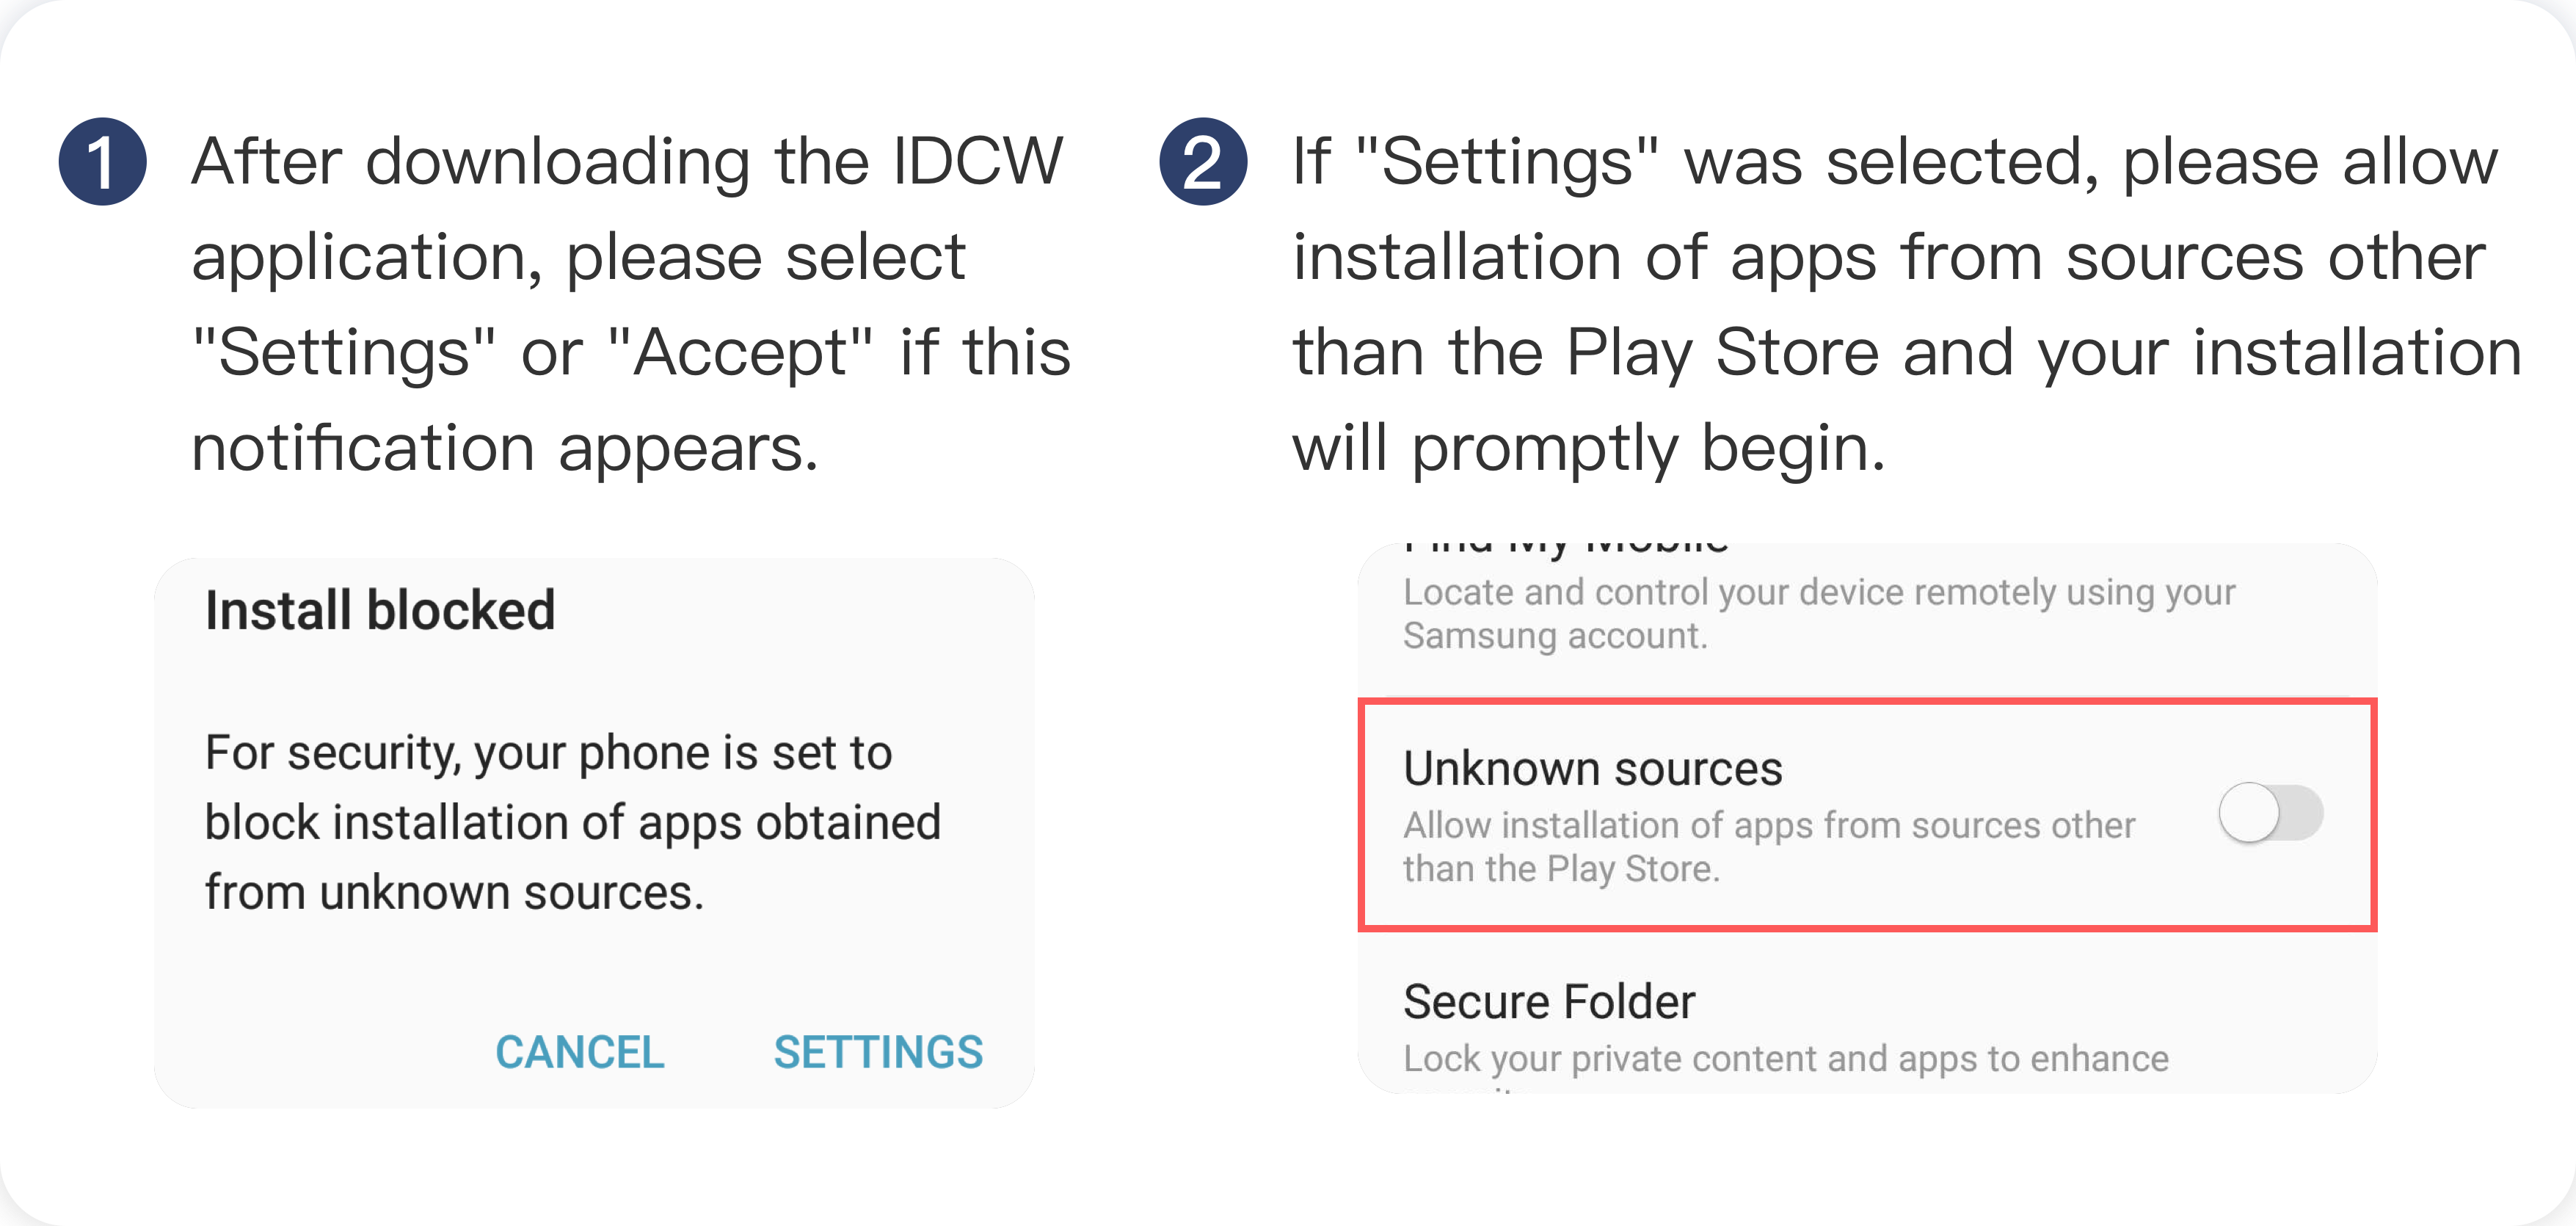 1
After downloading the IDCW
application, please select
"Settings" or "Accept" if this
notification appears.
Install blocked
For security, your phone is set to
block installation of apps obtained
from unknown sources.
CANCEL SETTINGS
2
If "Settings" was selected, please allow
installation of apps from sources other
than the Play Store and your installation
will promptly begin.
Find My Mobile
Locate and control your device remotely using your
Samsung account.
Unknown sources
Allow installation of apps from sources other
than the Play Store.
Secure Folder
Lock your private content and apps to enhance